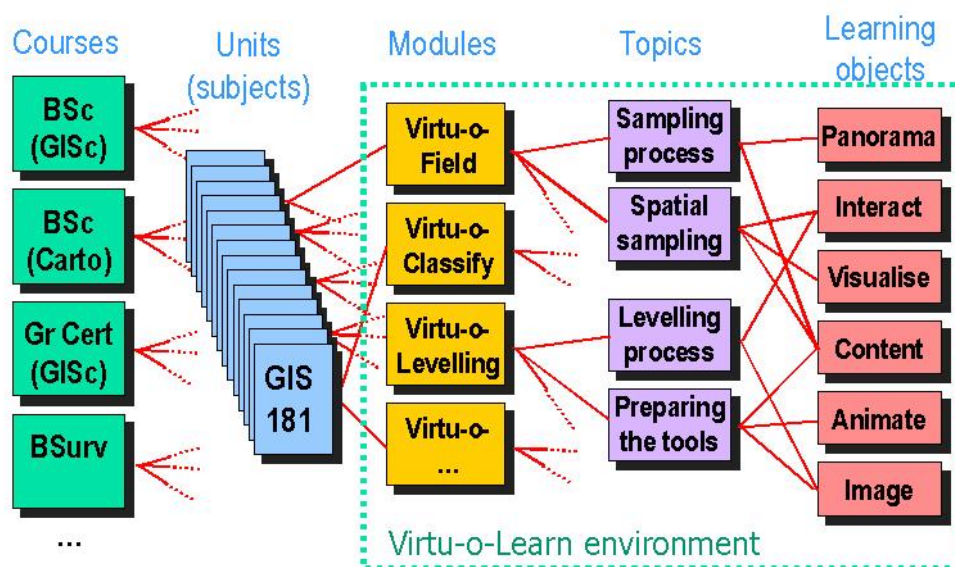 Courses
Units
(subjects)
Modules
Topics
Learning
objects
BSc
(GISc)
BSc
(Carto)
Gr Cert
(GISc)
BSurv
...
GIS
181
Virtu-o-
Field
Virtu-o-
Classify
Virtu-o-
Levelling
Virtu-o-
...
Sampling
process
Spatial
sampling
Levelling
process
Preparing
the tools
Panorama
Interact
Visualise
Content
Animate
Image
Virtu-o-Learn environment